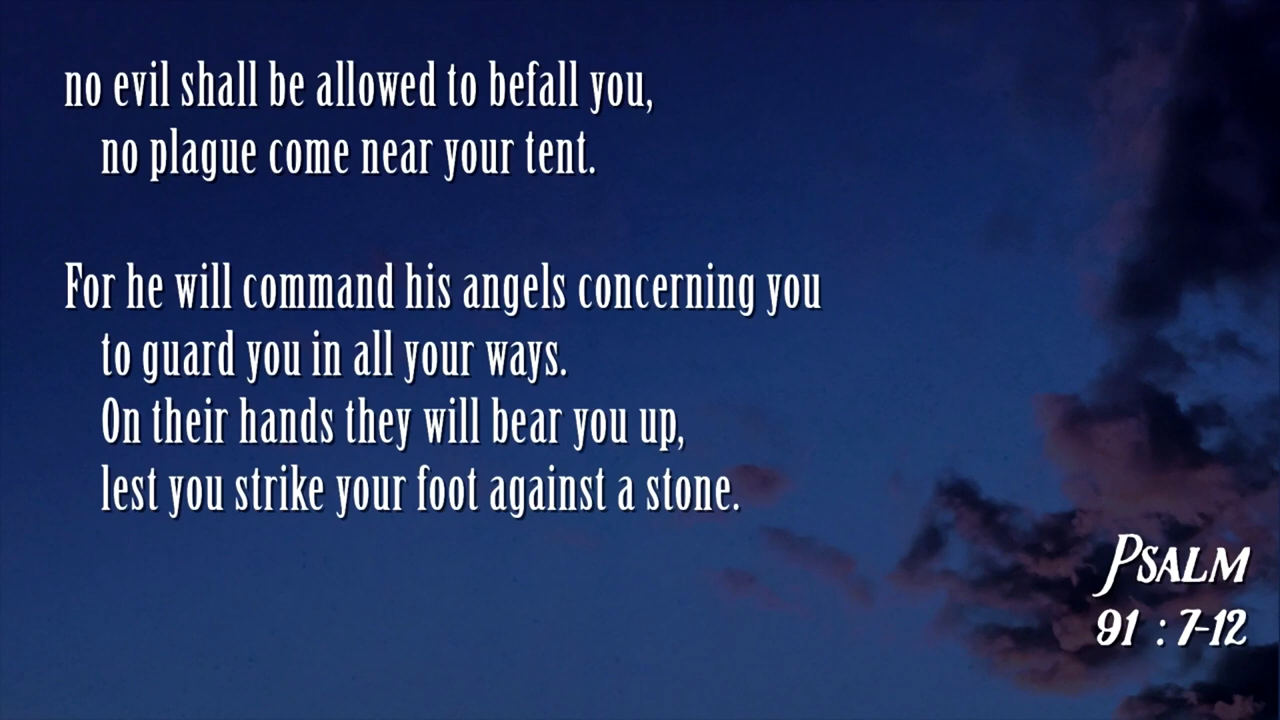 no evil shall be allowed to befall you,
no plague come near your tent.
For he will command his angels concerning you
to guard you in all your ways.
On their hands they will bear you up,
lest you strike your foot against a stone.
Psalm
91 : 7-12